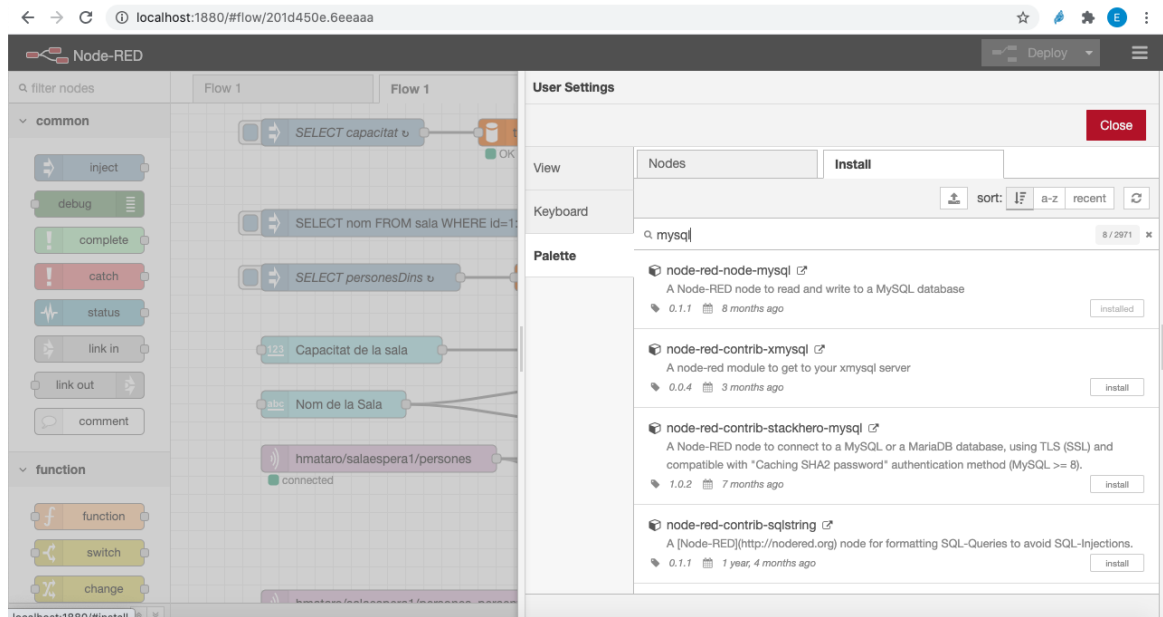 localhost:1880/#flow/201d450e.6eeaaa
E
Node-RED
Deploy
filter nodes
Flow 1
Flow 1
User Settings
Close
common
inject
debug
complete
catch
status
link in
link out
comment
function
function
switch
change
SELECT capacitat ↻
OK
SELECT nom FROM sala WHERE id=1:
SELECT personesDins ↻
123 Capacitat de la sala
abc Nom de la Sala
hmataro/salaespera1/persones
connected
View
Keyboard
Palette
Nodes
Install
sort: a-z recent
mysql
8 / 2971
node-red-node-mysql
A Node-RED node to read and write to a MySQL database
0.1.1 8 months ago
installed
node-red-contrib-xmysql
A node-red module to get to your xmysql server
0.0.4 3 months ago
install
node-red-contrib-stackhero-mysql
A Node-RED node to connect to a MySQL or a MariaDB database, using TLS (SSL) and
compatible with "Caching SHA2 password" authentication method (MySQL >= 8).
1.0.2 7 months ago
install
node-red-contrib-sqlstring
A [Node-RED](http://nodered.org) node for formatting SQL-Queries to avoid SQL-Injections.
0.1.1 1 year, 4 months ago
install
localhost:1880/#install